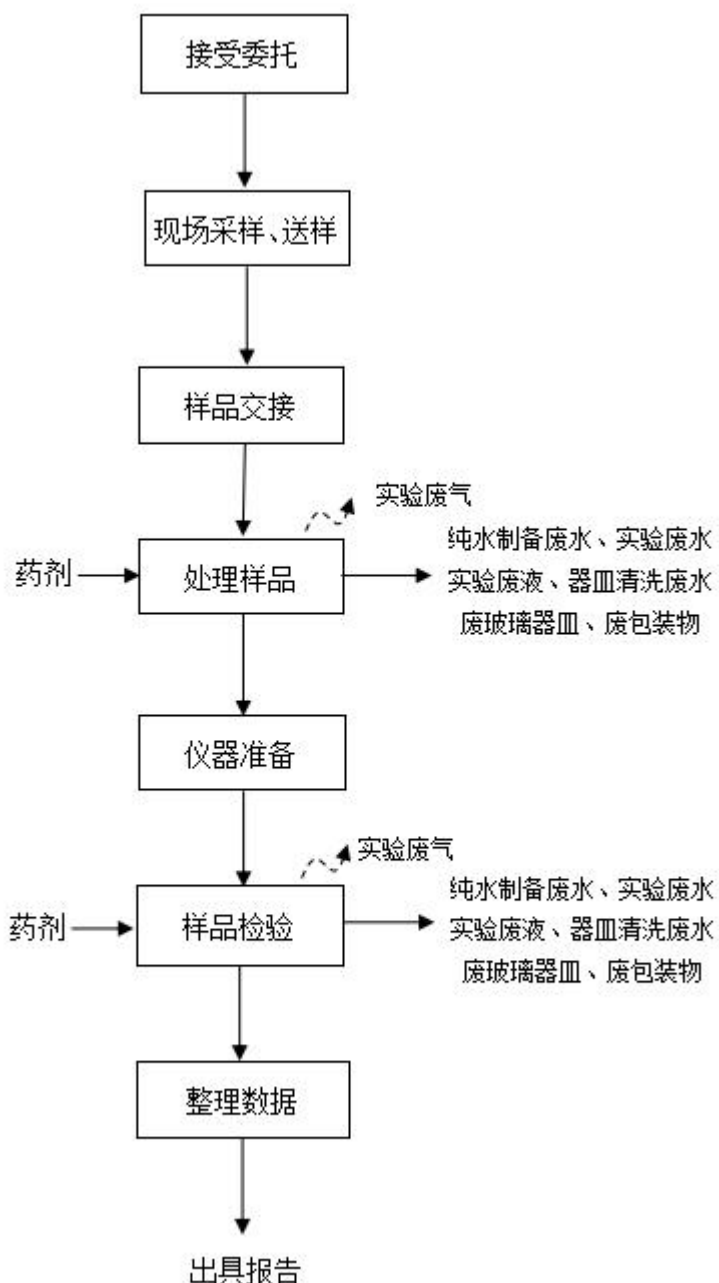 接受委托
现场采样、送样
样品交接
实验废气
纯水制备废水、实验废水
药剂
处理样品
实验废液、器皿清洗废水
废玻璃器皿、废包装物
仪器准备
实验废气
纯水制备废水、实验废水
药剂
样品检验
实验废液、器皿清洗废水
废玻璃器皿、废包装物
整理数据
出具报告